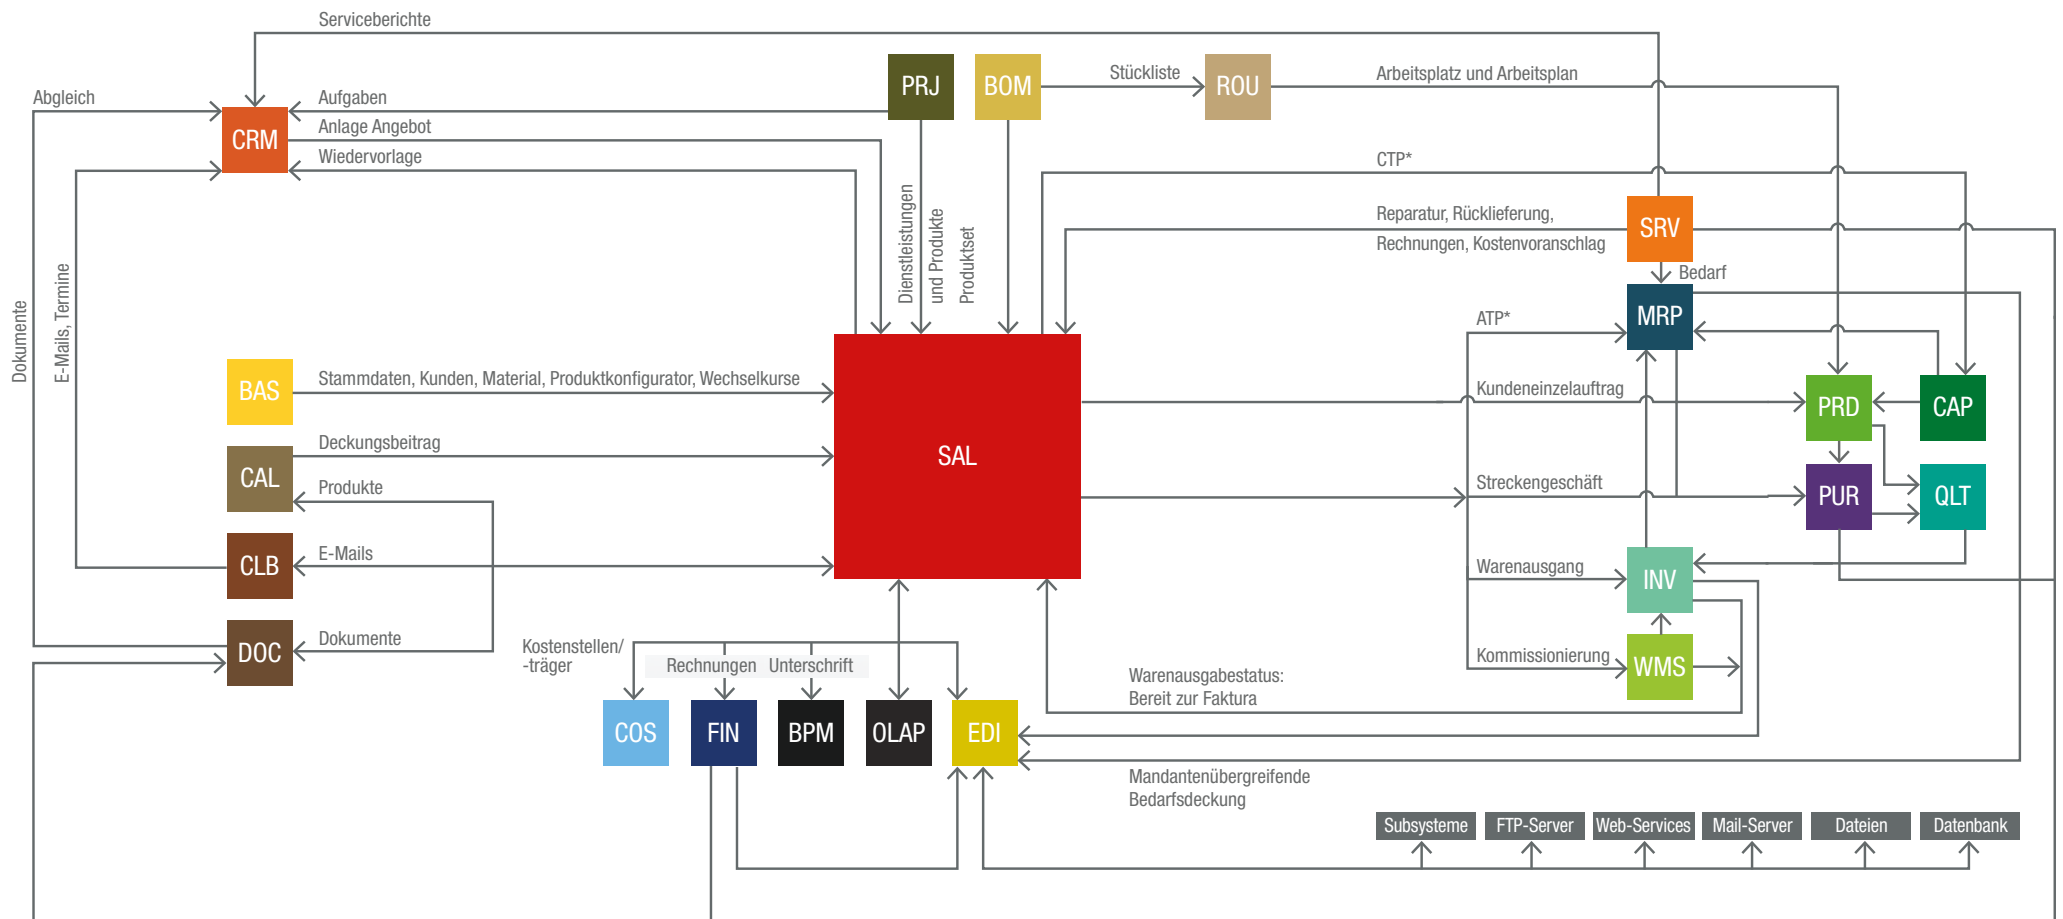 Serviceberichte
PRJ
BOM
Stückliste
ROU
Arbeitsplatz und Arbeitsplan
Abgleich
Aufgaben
CRM
Anlage Angebot
Wiedervorlage
CTP*
Dienstleistungen
und Produkte
Produktset
Reparatur, Rücklieferung,
Rechnungen, Kostenvoranschlag
SRV
Bedarf
Dokumente
E-Mails, Termine
ATP*
MRP
BAS
Stammdaten, Kunden, Material, Produktkonfigurator, Wechselkurse
Kundeneinzelauftrag
PRD
CAP
SAL
Deckungsbeitrag
CAL
Produkte
Streckengeschäft
PUR
QLT
CLB
E-Mails
Warenausgang
INV
DOC
Dokumente
Kostenstellen/
-träger
Rechnungen
Unterschrift
Kommissionierung
WMS
Warenausgabestatus:
Bereit zur Faktura
COS
FIN
BPM
OLAP
EDI
Mandantenübergreifende
Bedarfsdeckung
Subsysteme
FTP-Server
Web-Services
Mail-Server
Dateien
Datenbank